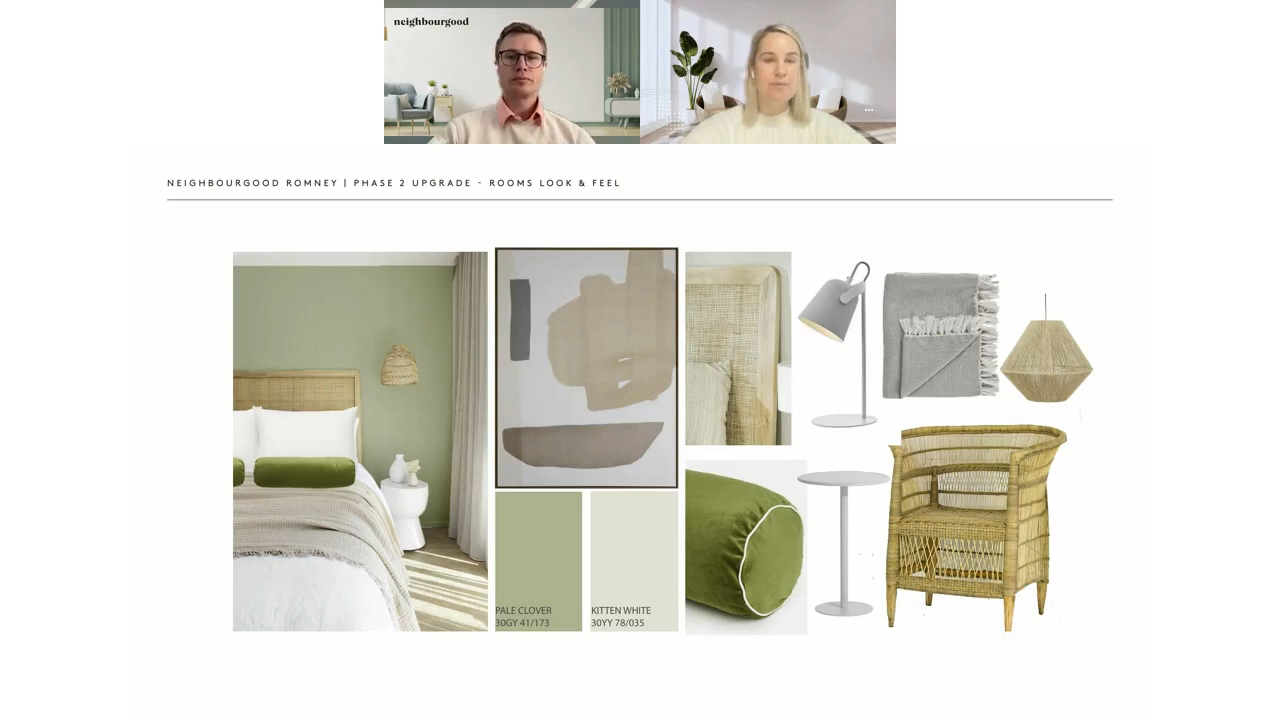 neighbourgood
NEIGHBOURGOOD ROMNEY | PHASE 2 UPGRADE - ROOMS LOOK & FEEL
PALE CLOVER
30GY 41/173
KITTEN WHITE
30YY 78/035